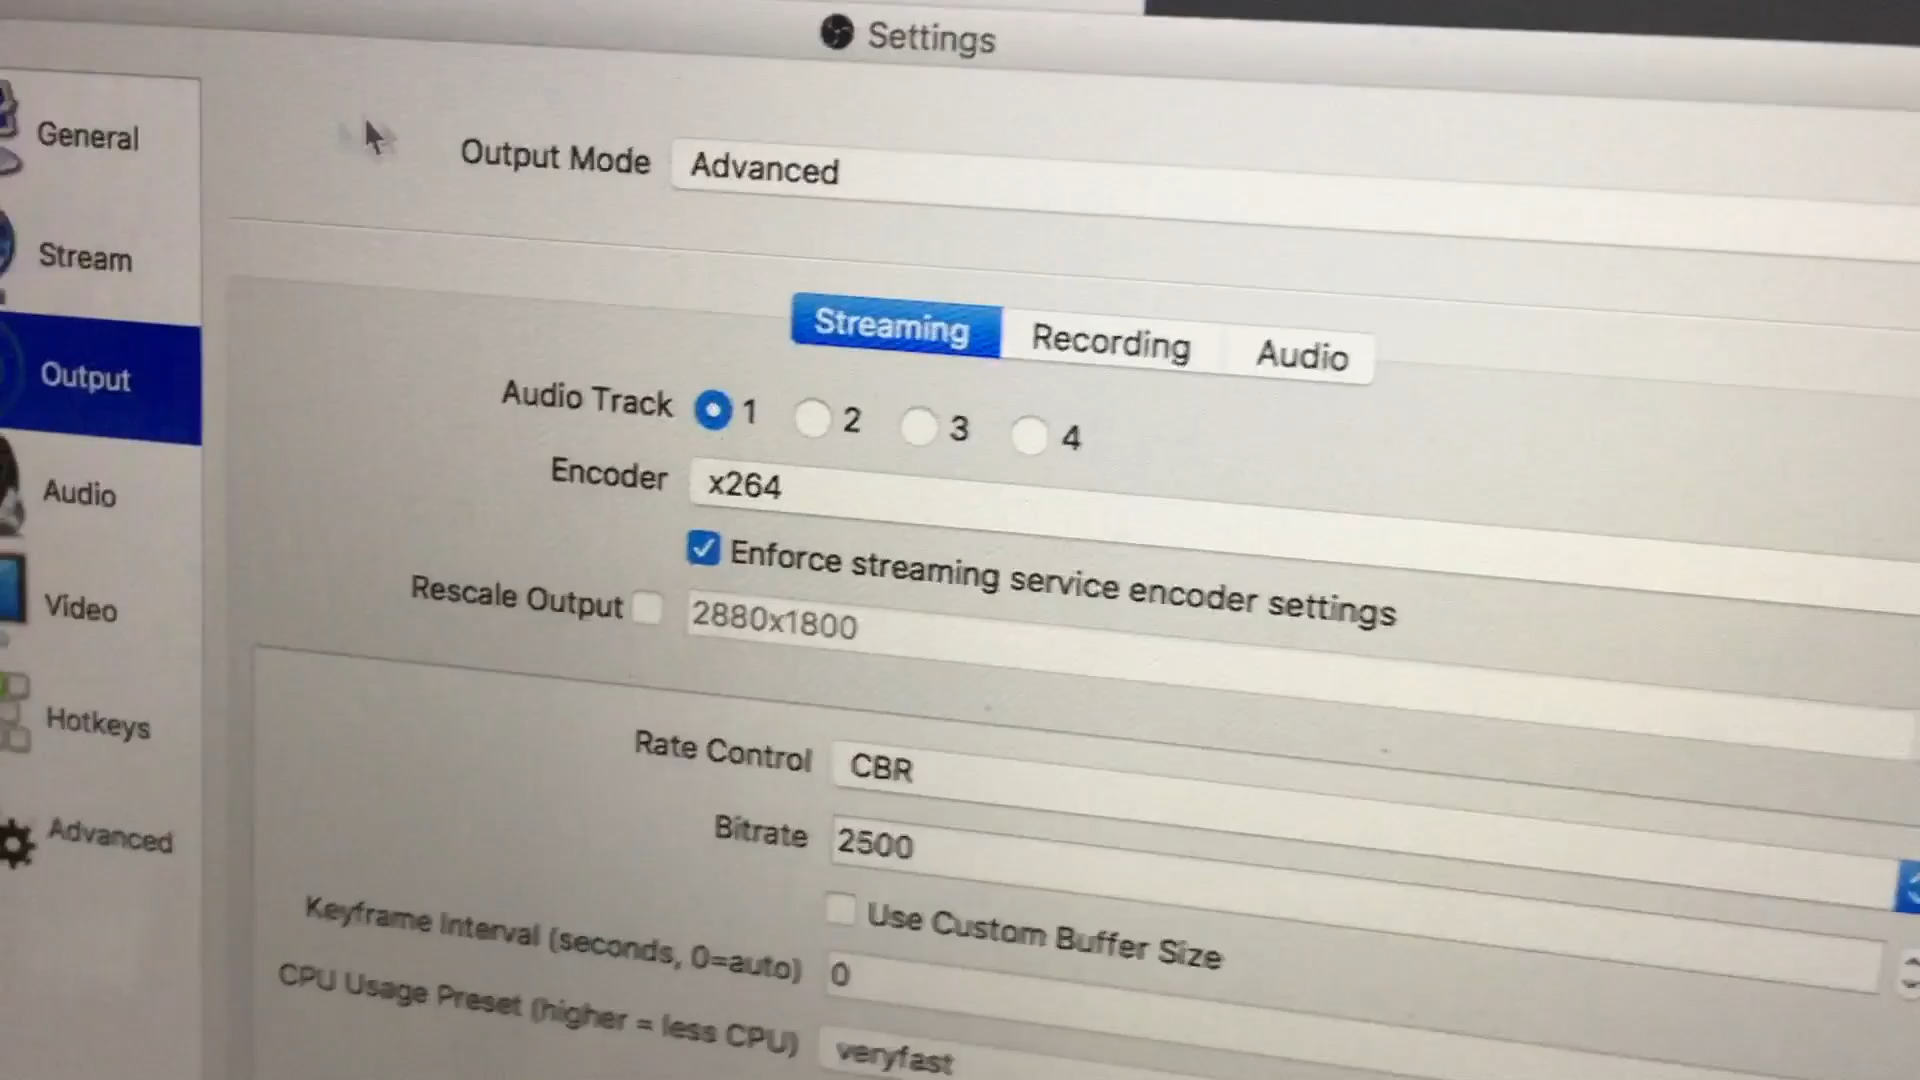 Settings
General
Output Mode Advanced
Stream
Streaming Recording Audio
Output
Audio Track 1 2 3 4
Encoder x264
Audio
Enforce streaming service encoder settings
Rescale Output 2880x1800
Video
Hotkeys
Rate Control CBR
Bitrate 2500
Advanced
Use Custom Buffer Size
Keyframe Interval (seconds, 0=auto) 0
CPU Usage Preset (higher = less CPU) veryfast